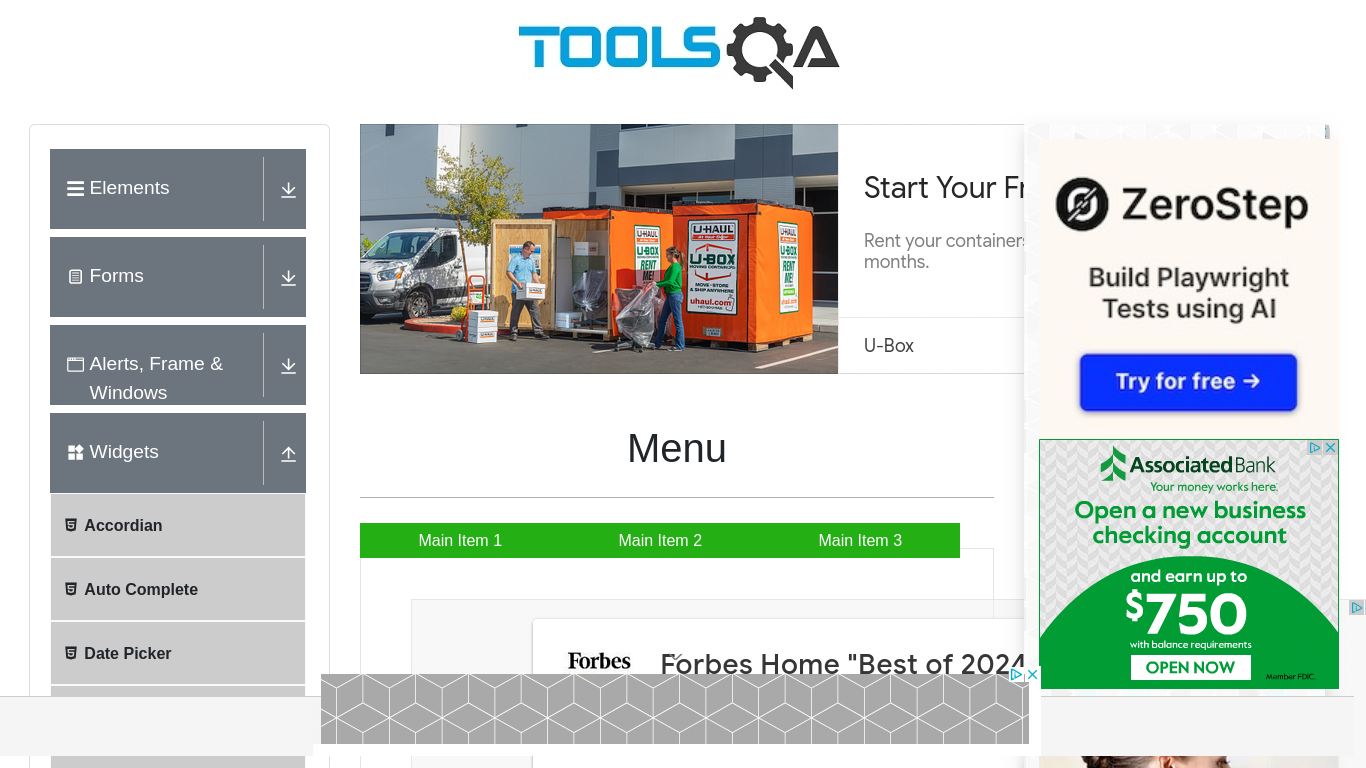 TOOLSQA
Elements
Forms
Alerts, Frame &
Windows
Widgets
Accordian
Auto Complete
Date Picker
U-HAUL
U-BOX
MOVING CONTAINERS
RENT
ME!
MOVE · STORE
& SHIP ANYWHERE
uhaul.com
Start Your Fr
Rent your containers
months.
U-Box
Menu
Main Item 1
Main Item 2
Main Item 3
Forbes
Forbes Home "Best of 2024
ZeroStep
Build Playwright
Tests using AI
Try for free →
AssociatedBank
Your money works here.
Open a new business
checking account
and earn up to
$750
with balance requirements
OPEN NOW
Member FDIC.